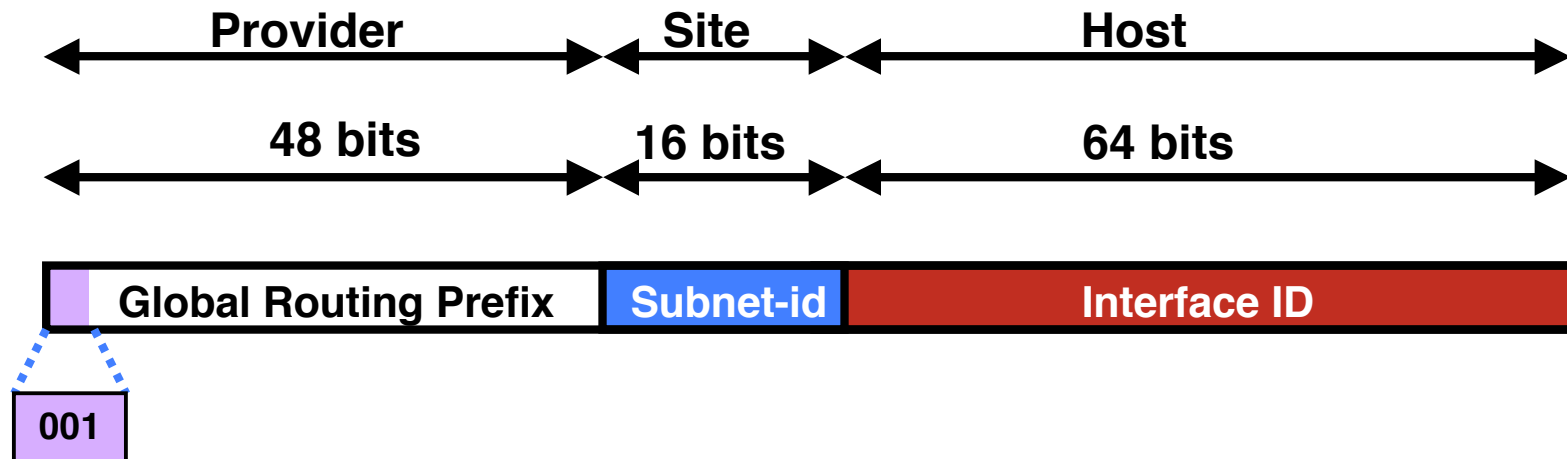 Provider Site Host
48 bits 16 bits 64 bits
Global Routing Prefix Subnet-id Interface ID
001